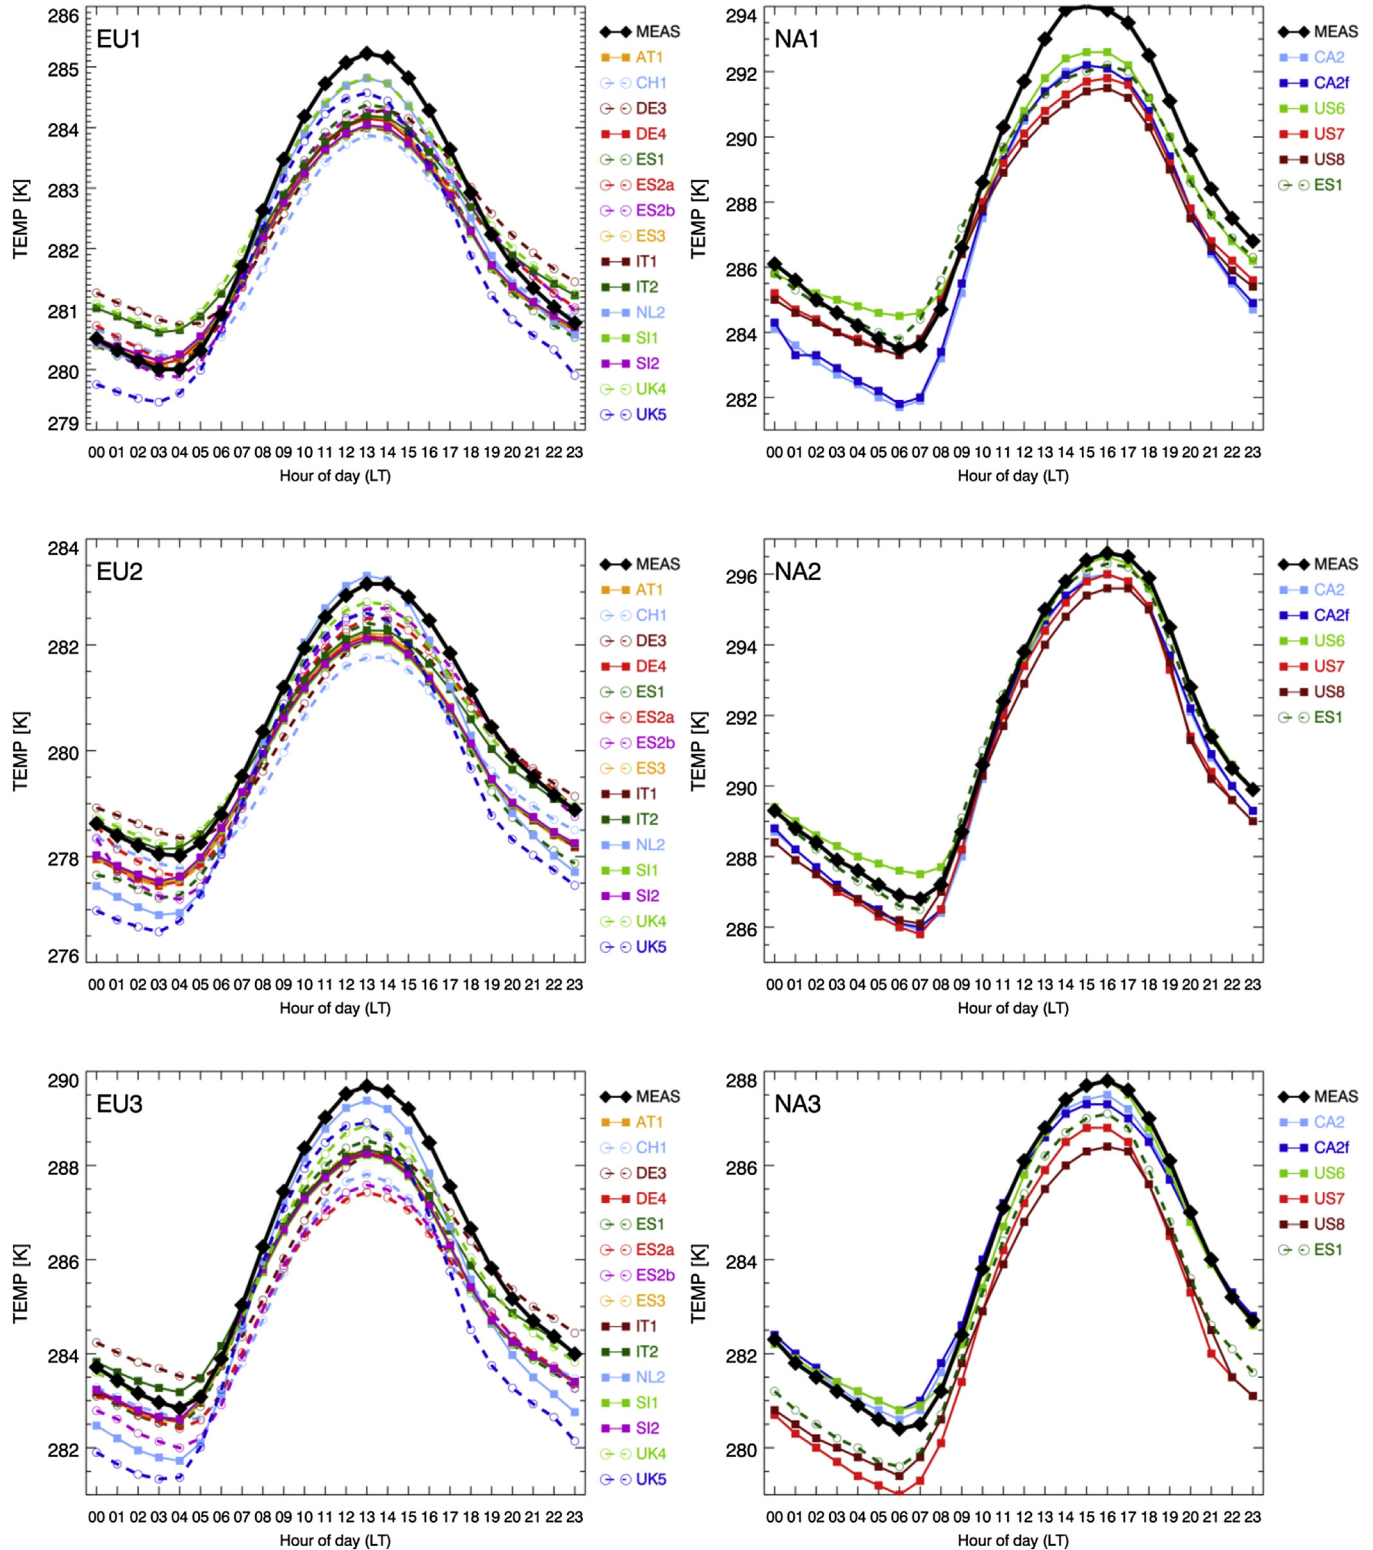 EU1
TEMP [K]
286
285
284
283
282
281
280
279
00 01 02 03 04 05 06 07 08 09 10 11 12 13 14 15 16 17 18 19 20 21 22 23
Hour of day (LT)
MEAS
AT1
CH1
DE3
DE4
ES1
ES2a
ES2b
ES3
IT1
IT2
NL2
SI1
SI2
UK4
UK5
NA1
TEMP [K]
294
292
290
288
286
284
282
00 01 02 03 04 05 06 07 08 09 10 11 12 13 14 15 16 17 18 19 20 21 22 23
Hour of day (LT)
MEAS
CA2
CA2f
US6
US7
US8
ES1
EU2
TEMP [K]
284
282
280
278
276
00 01 02 03 04 05 06 07 08 09 10 11 12 13 14 15 16 17 18 19 20 21 22 23
Hour of day (LT)
MEAS
AT1
CH1
DE3
DE4
ES1
ES2a
ES2b
ES3
IT1
IT2
NL2
SI1
SI2
UK4
UK5
NA2
TEMP [K]
296
294
292
290
288
286
00 01 02 03 04 05 06 07 08 09 10 11 12 13 14 15 16 17 18 19 20 21 22 23
Hour of day (LT)
MEAS
CA2
CA2f
US6
US7
US8
ES1
EU3
TEMP [K]
290
288
286
284
282
00 01 02 03 04 05 06 07 08 09 10 11 12 13 14 15 16 17 18 19 20 21 22 23
Hour of day (LT)
MEAS
AT1
CH1
DE3
DE4
ES1
ES2a
ES2b
ES3
IT1
IT2
NL2
SI1
SI2
UK4
UK5
NA3
TEMP [K]
288
286
284
282
280
00 01 02 03 04 05 06 07 08 09 10 11 12 13 14 15 16 17 18 19 20 21 22 23
Hour of day (LT)
MEAS
CA2
CA2f
US6
US7
US8
ES1